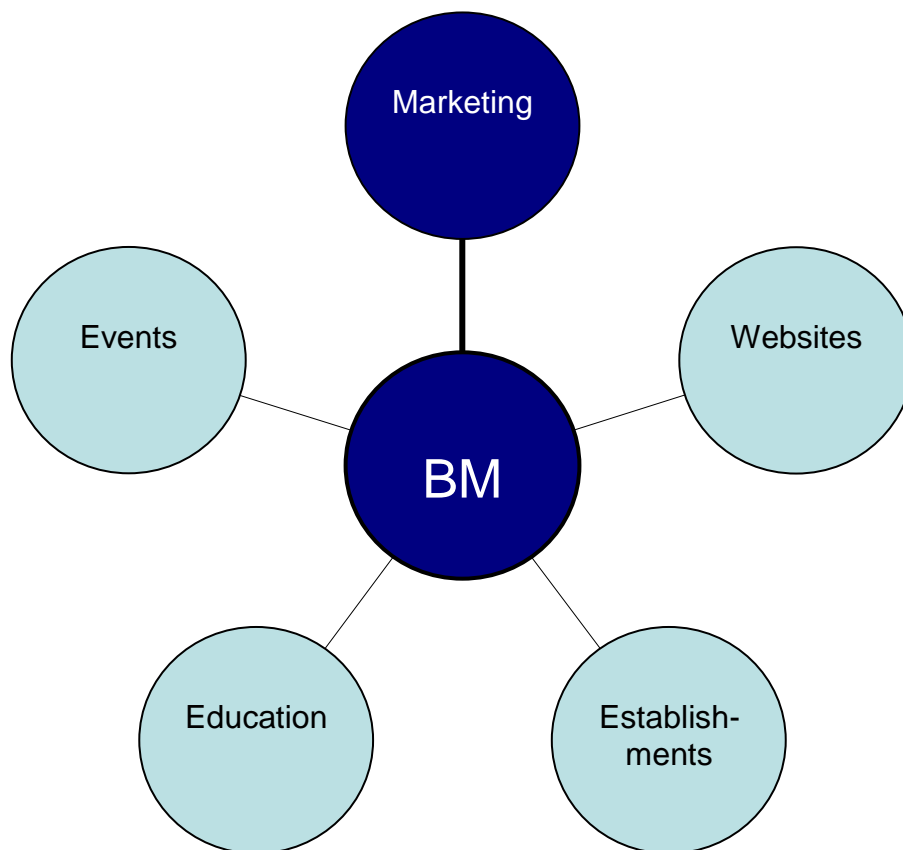 Marketing
Events
Websites
BM
Education
Establish-
ments